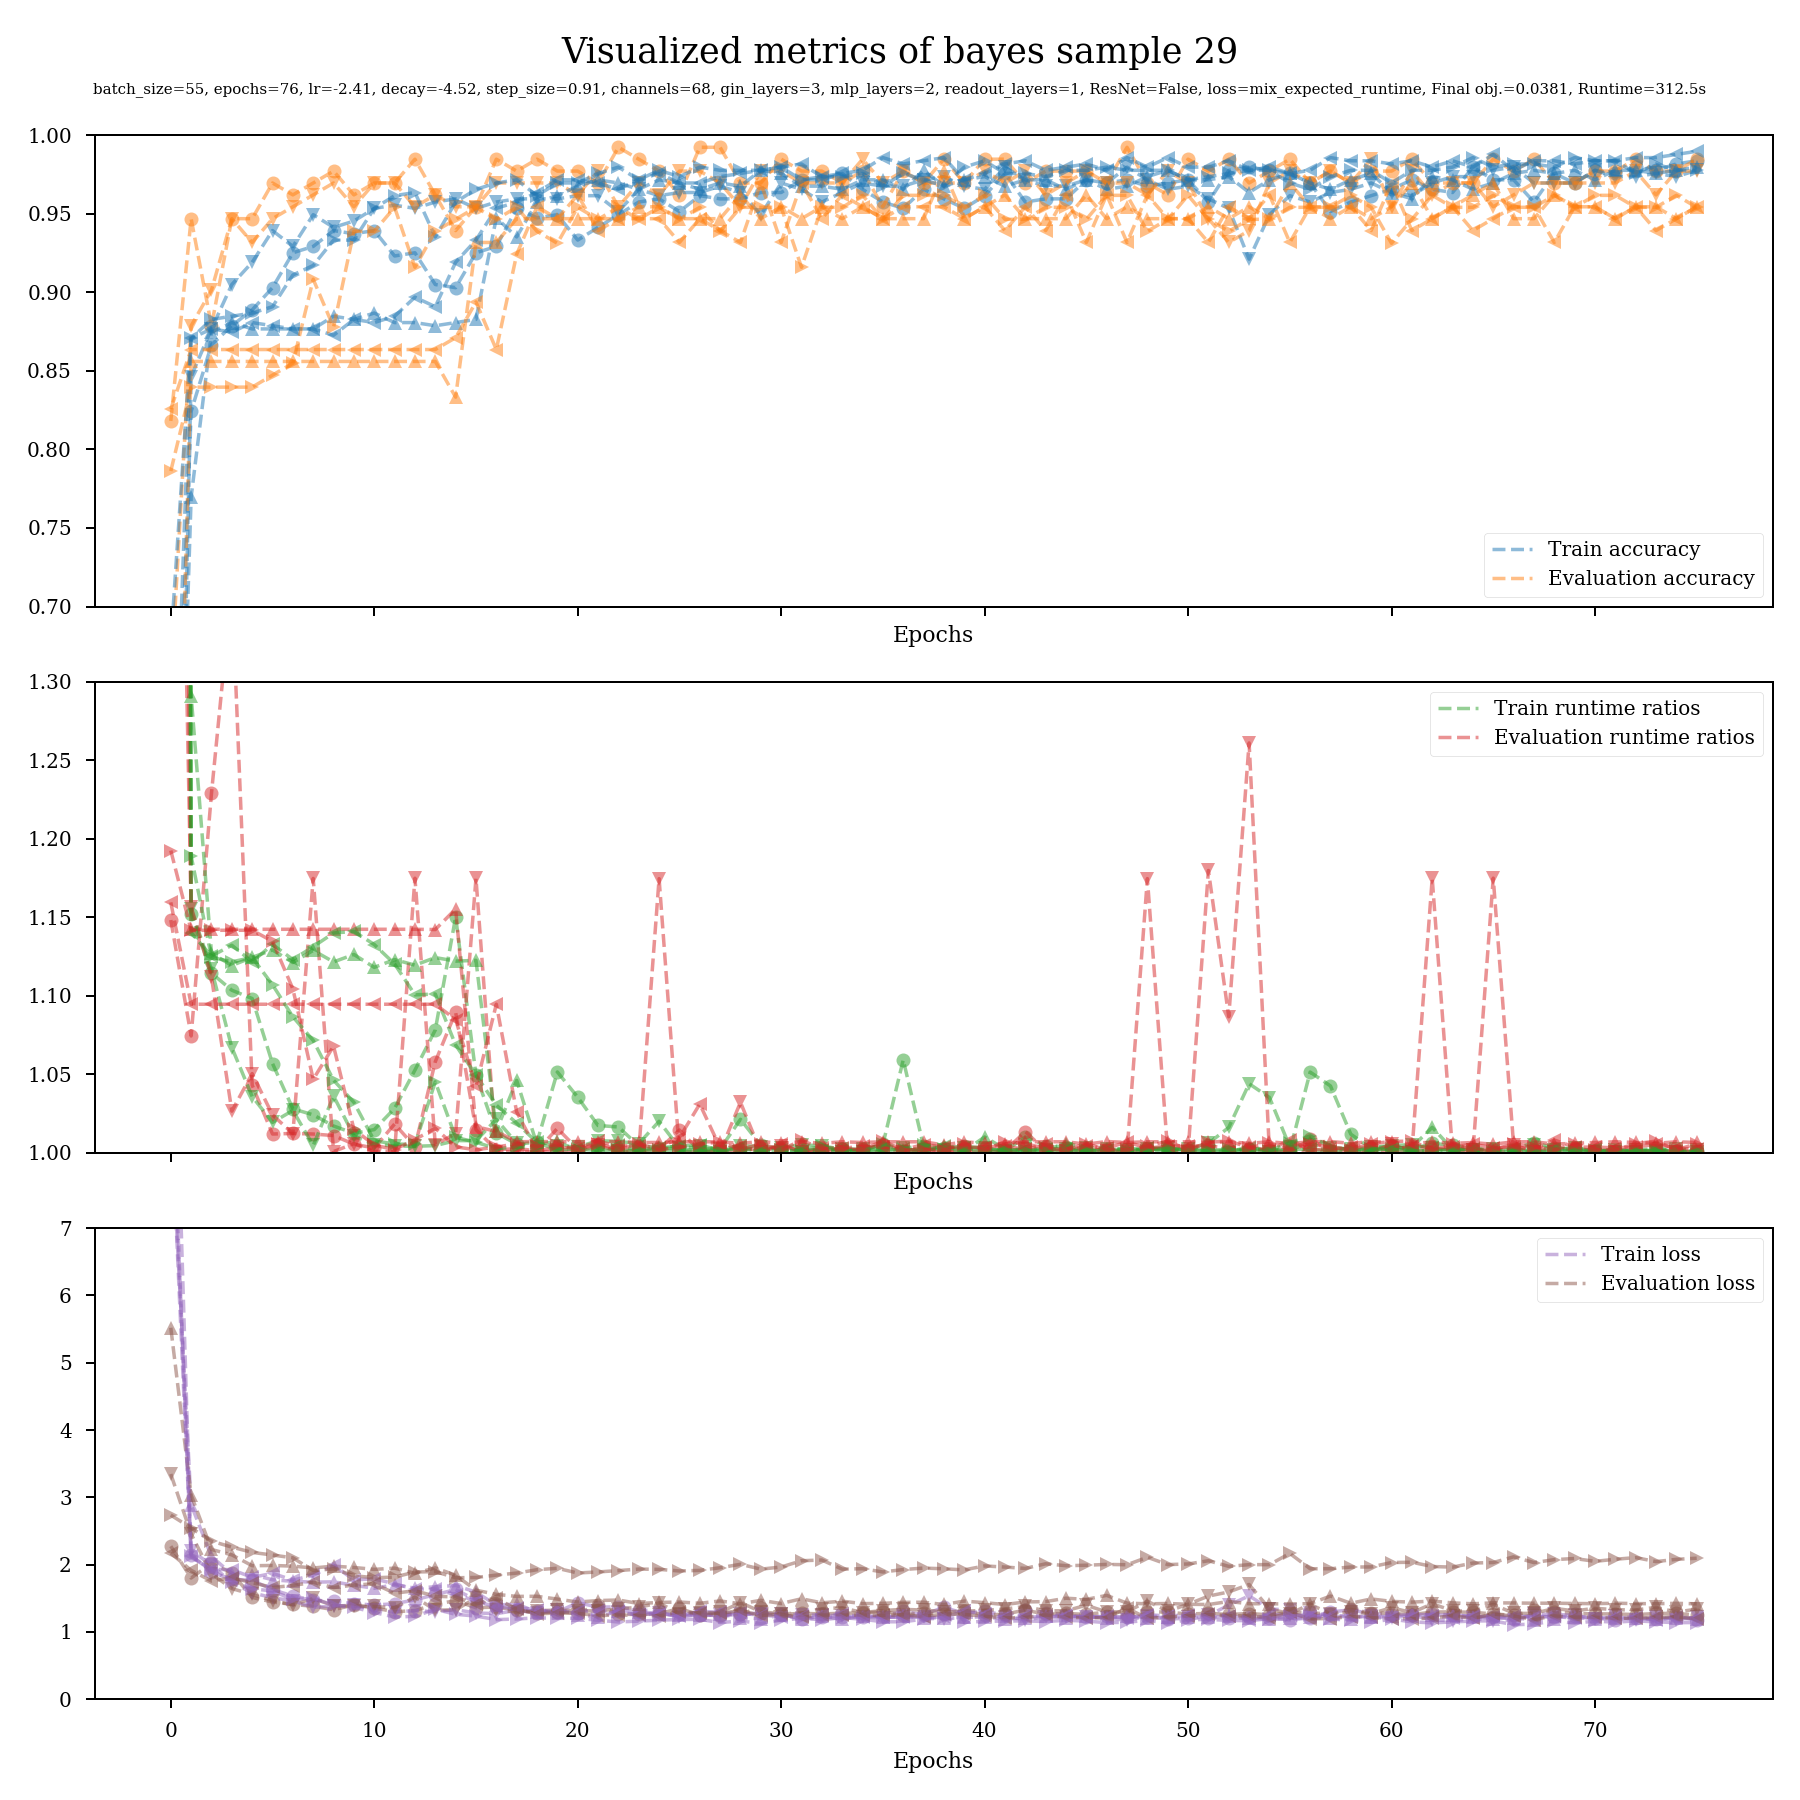 Visualized metrics of bayes sample 29
batch_size=55, epochs=76, lr=-2.41, decay=-4.52, step_size=0.91, channels=68, gin_layers=3, mlp_layers=2, readout_layers=1, ResNet=False, loss=mix_expected_runtime, Final obj.=0.0381, Runtime=312.5s
1.00
0.95
0.90
0.85
0.80
0.75
0.70
Train accuracy
Evaluation accuracy
Epochs
1.30
1.25
1.20
1.15
1.10
1.05
1.00
Train runtime ratios
Evaluation runtime ratios
Epochs
7
6
5
4
3
2
1
0
Train loss
Evaluation loss
0 10 20 30 40 50 60 70
Epochs